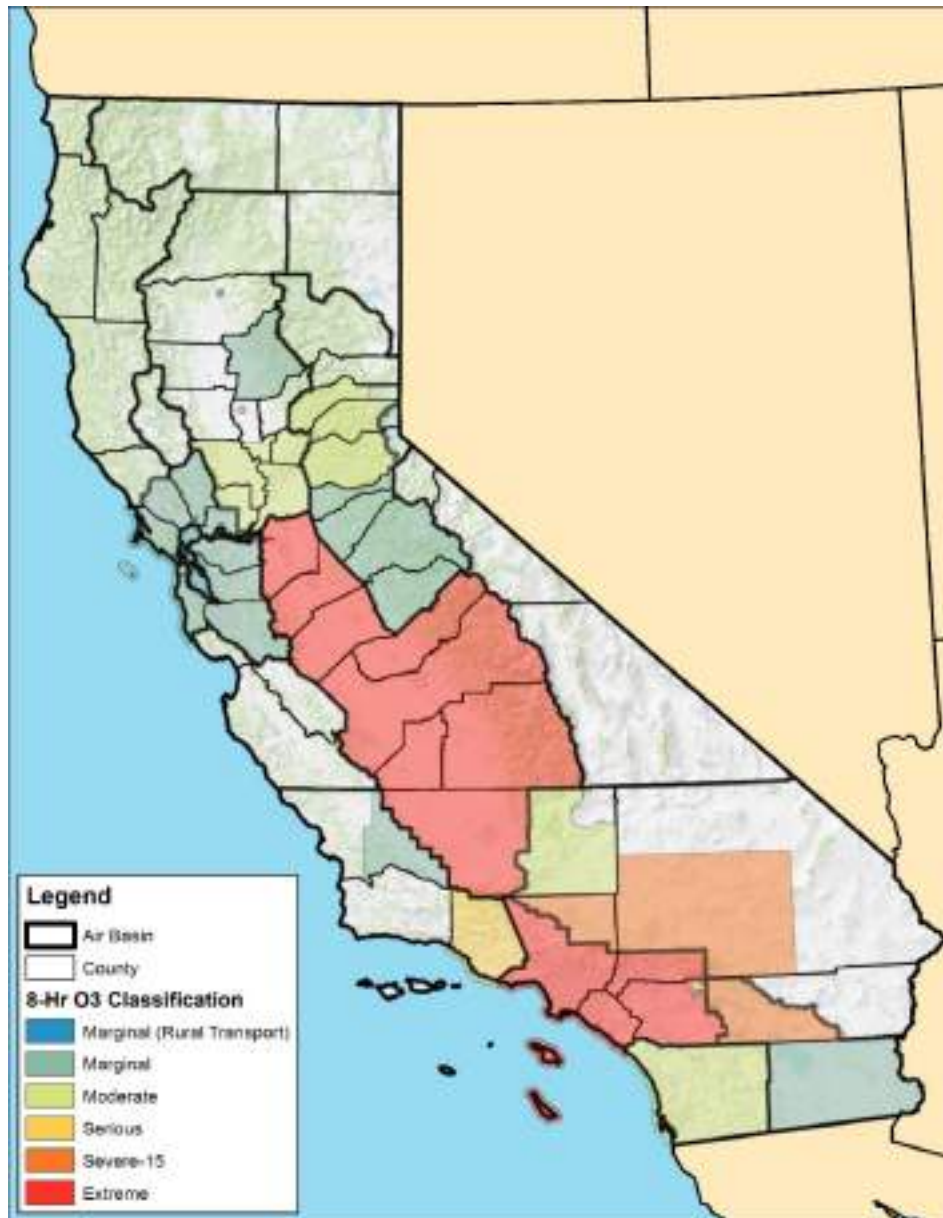 Legend
Air Basin
County
8-Hr O3 Classification
Marginal (Rural Transport)
Marginal
Moderate
Serious
Severe-15
Extreme